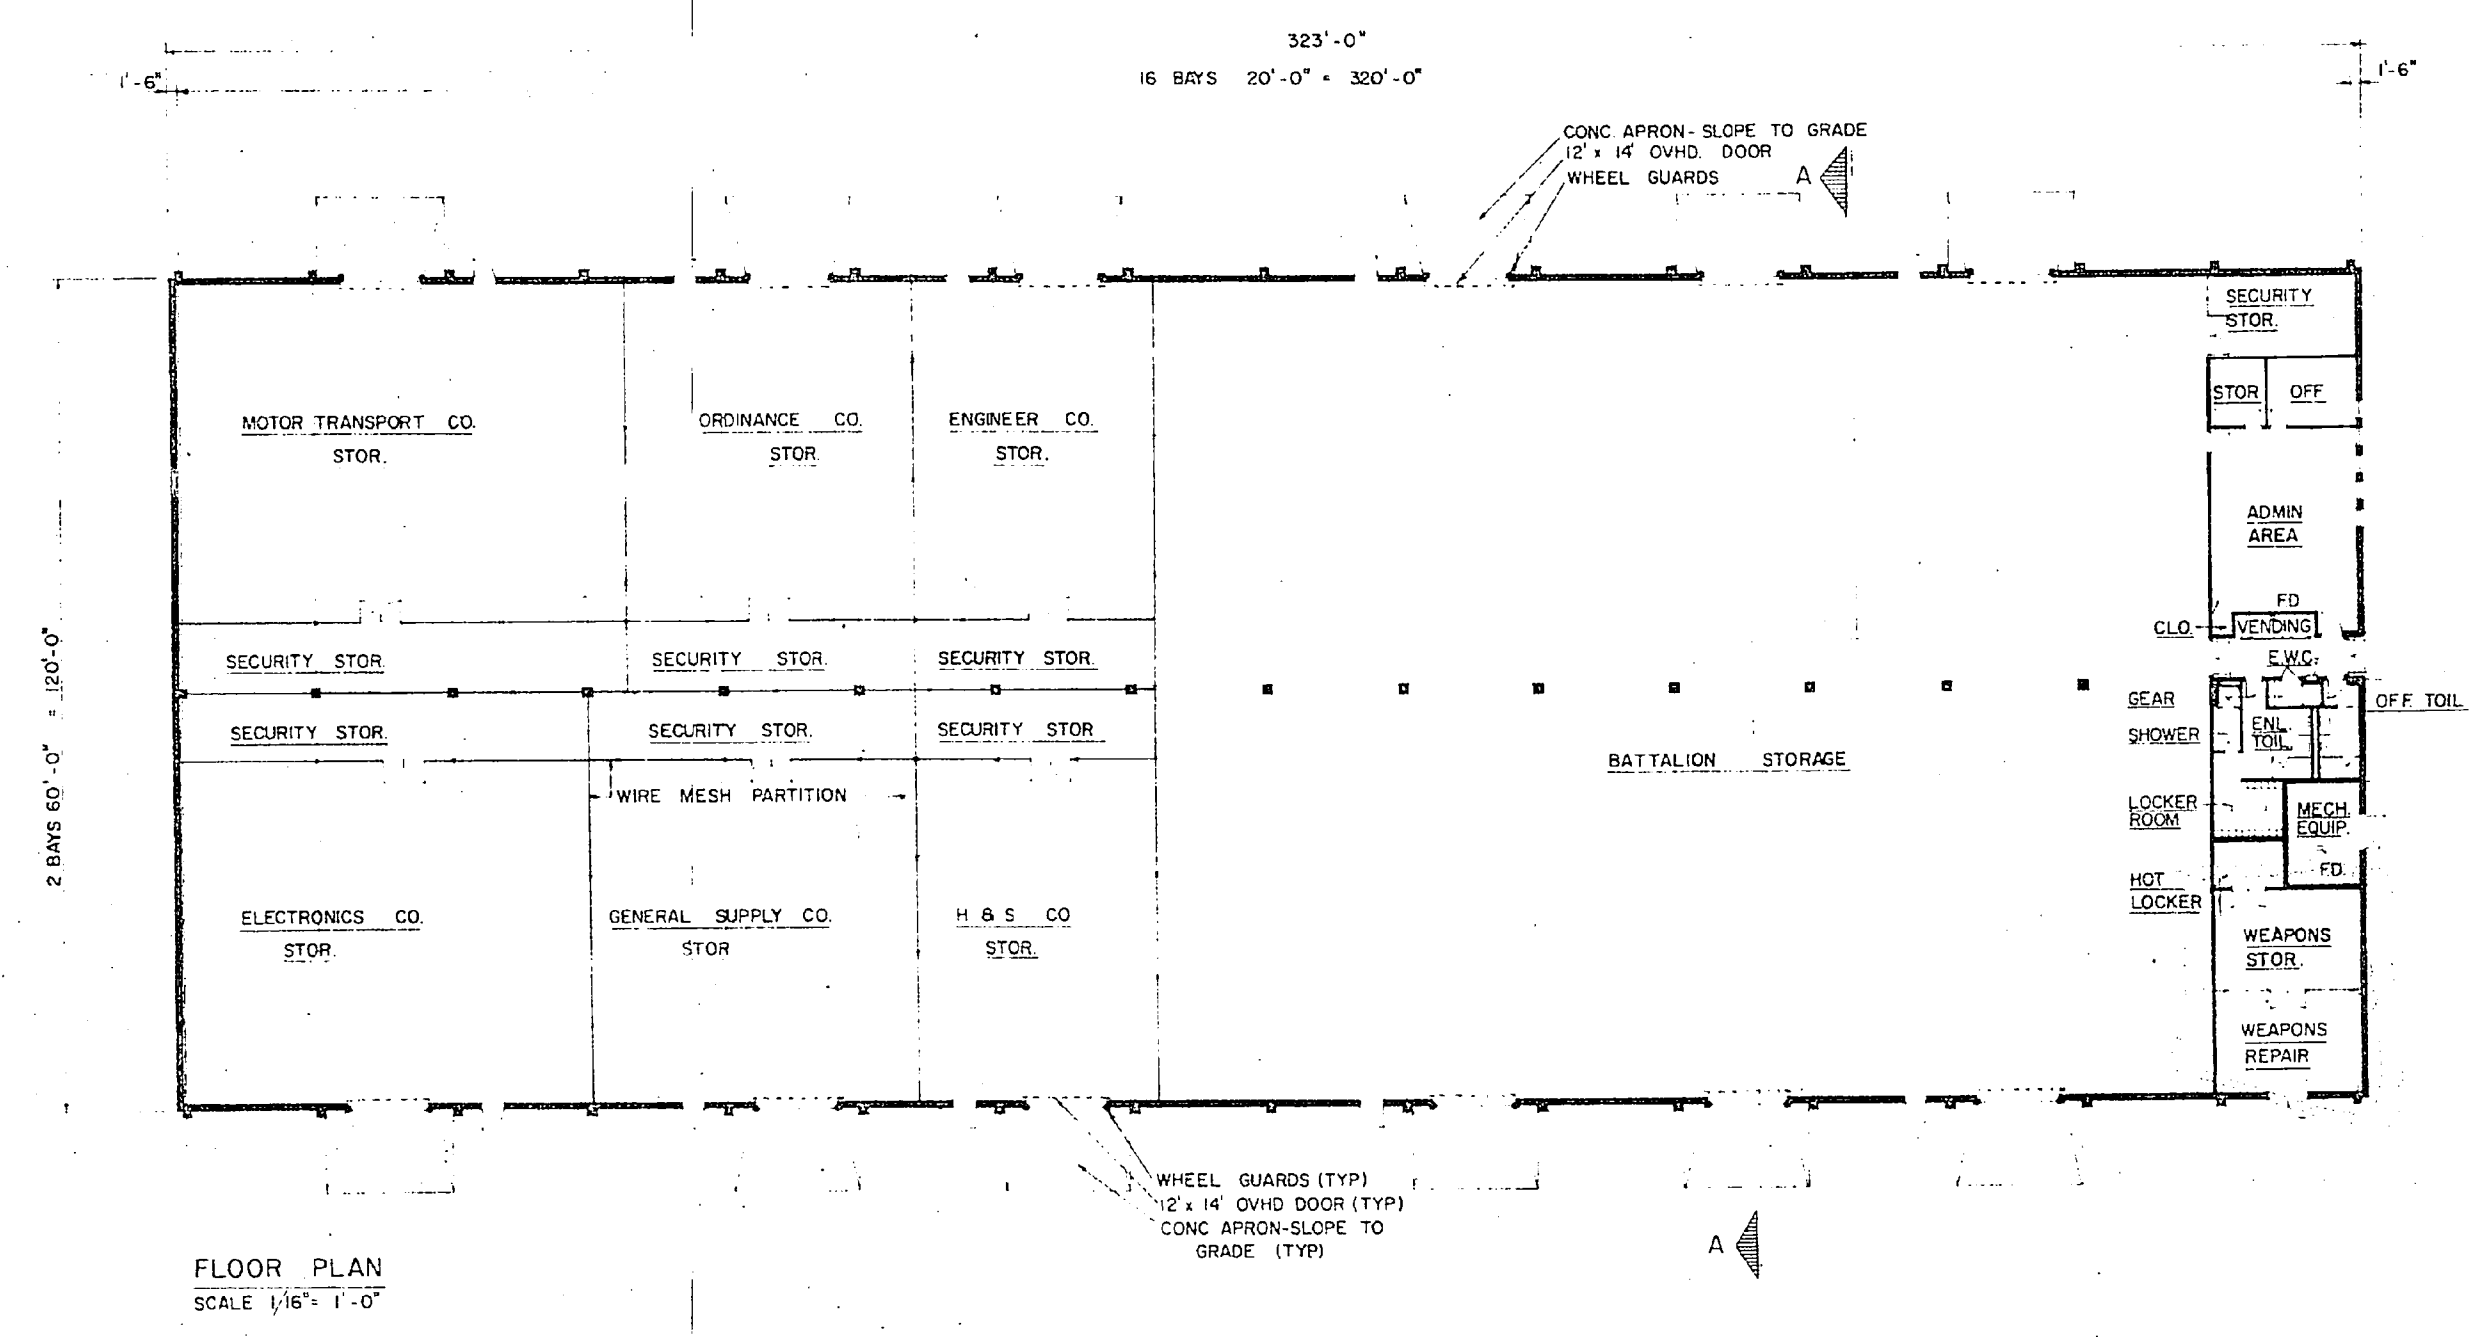 323'-0"
16 BAYS 20'-0" = 320'-0"
1'-6"
1'-6"
CONC. APRON-SLOPE TO GRADE
12' x 14' OVHD. DOOR
WHEEL GUARDS
A
SECURITY
STOR.
STOR
OFF
MOTOR TRANSPORT CO.
STOR.
ORDINANCE CO.
STOR.
ENGINEER CO.
STOR.
ADMIN
AREA
FD
CLO.
VENDING
E.W.C.
SECURITY STOR.
SECURITY STOR.
SECURITY STOR.
2 BAYS 60'-0" = 120'-0"
GEAR
OFF. TOIL
SHOWER
ENL.
TOIL.
SECURITY STOR.
SECURITY STOR.
SECURITY STOR
BATTALION STORAGE
WIRE MESH PARTITION
LOCKER
ROOM
MECH.
EQUIP.
F.D.
HOT
LOCKER
ELECTRONICS CO.
STOR.
GENERAL SUPPLY CO.
STOR
H & S CO
STOR.
WEAPONS
STOR.
WEAPONS
REPAIR
WHEEL GUARDS (TYP)
12' x 14' OVHD DOOR (TYP)
CONC APRON-SLOPE TO
GRADE (TYP)
A
FLOOR PLAN
SCALE 1/16" = 1'-0"